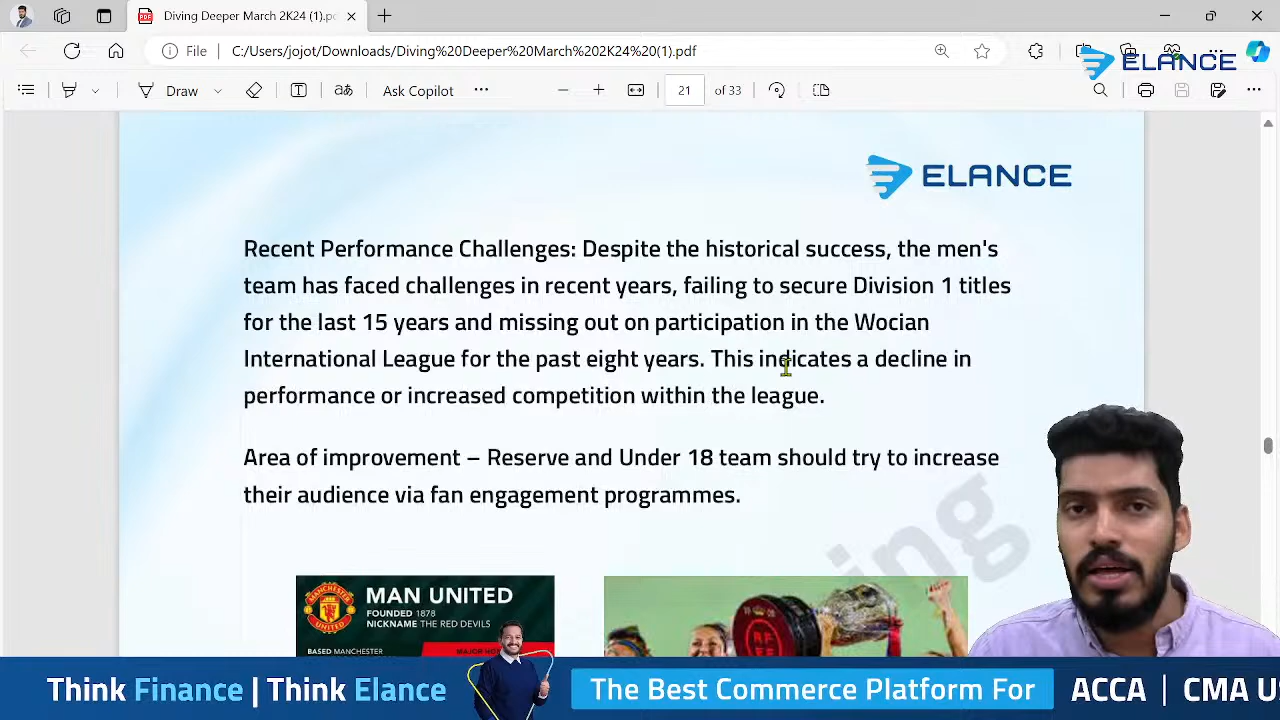 Diving Deeper March 2K24 (1).pd
File
C:/Users/jojot/Downloads/Diving%20Deeper%20March%202K24%20(1).pdf
ELANCE
Draw
Ask Copilot
21
of 33
ELANCE
Recent Performance Challenges: Despite the historical success, the men's
team has faced challenges in recent years, failing to secure Division 1 titles
for the last 15 years and missing out on participation in the Wocian
International League for the past eight years. This indicates a decline in
performance or increased competition within the league.
Area of improvement – Reserve and Under 18 team should try to increase
their audience via fan engagement programmes.
ing
MAN UNITED
FOUNDED 1878
NICKNAME THE RED DEVILS
BASED MANCHESTER
Think Finance | Think Elance
The Best Commerce Platform For
ACCA | CMA US